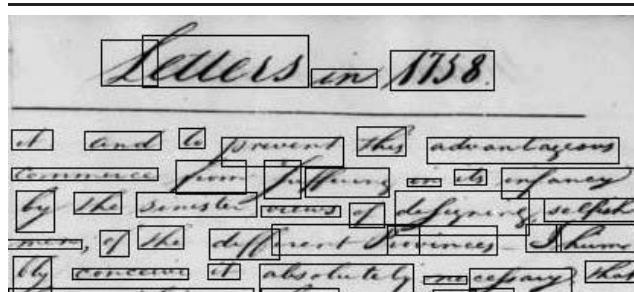 Letters in 1758.
it and to prevent this advantageous
commerce from suffering in its infancy
by the sinister views of designing, selfish
men, of the different Provinces - I hum
bly conceive it absolutely necessary that